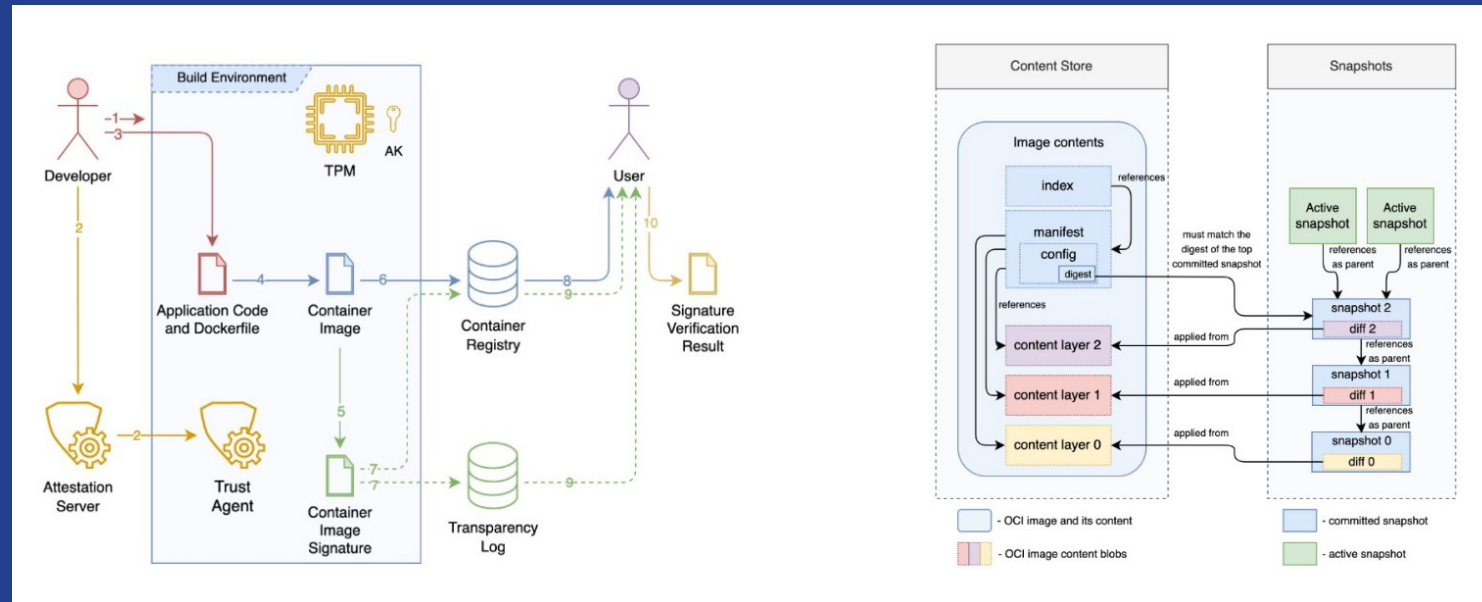 Build Environment
TPM
AK
Developer
User
1
3
2
10
Application Code
and Dockerfile
4
Container
Image
6
Container
Registry
8
9
Signature
Verification
Result
5
Attestation
Server
2
Trust
Agent
Container
Image
Signature
7
7
Transparency
Log
9
Content Store
Image contents
index
references
manifest
config
digest
references
content layer 2
content layer 1
content layer 0
must match the
digest of the top
committed snapshot
applied from
applied from
applied from
Snapshots
Active
snapshot
Active
snapshot
references
as parent
references
as parent
snapshot 2
diff 2
references
as parent
snapshot 1
diff 1
references
as parent
snapshot 0
diff 0
- OCI image and its content
- OCI image content blobs
- committed snapshot
- active snapshot